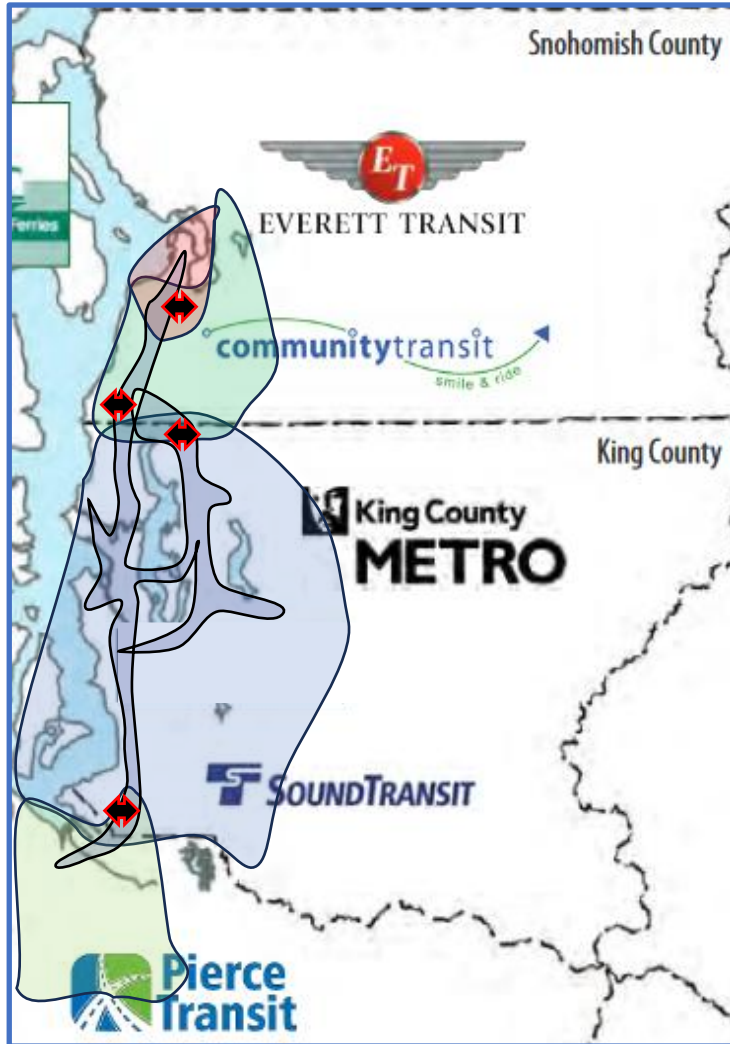 Snohomish County
ET
EVERETT TRANSIT
Ferries
communitytransit
smile & ride
King County
King County
METRO
SOUNDTRANSIT
Pierce
Transit